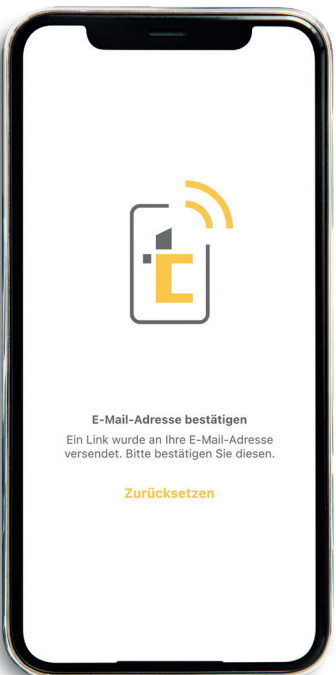 E-Mail-Adresse bestätigen
Ein Link wurde an Ihre E-Mail-Adresse
versendet. Bitte bestätigen Sie diesen.
Zurücksetzen